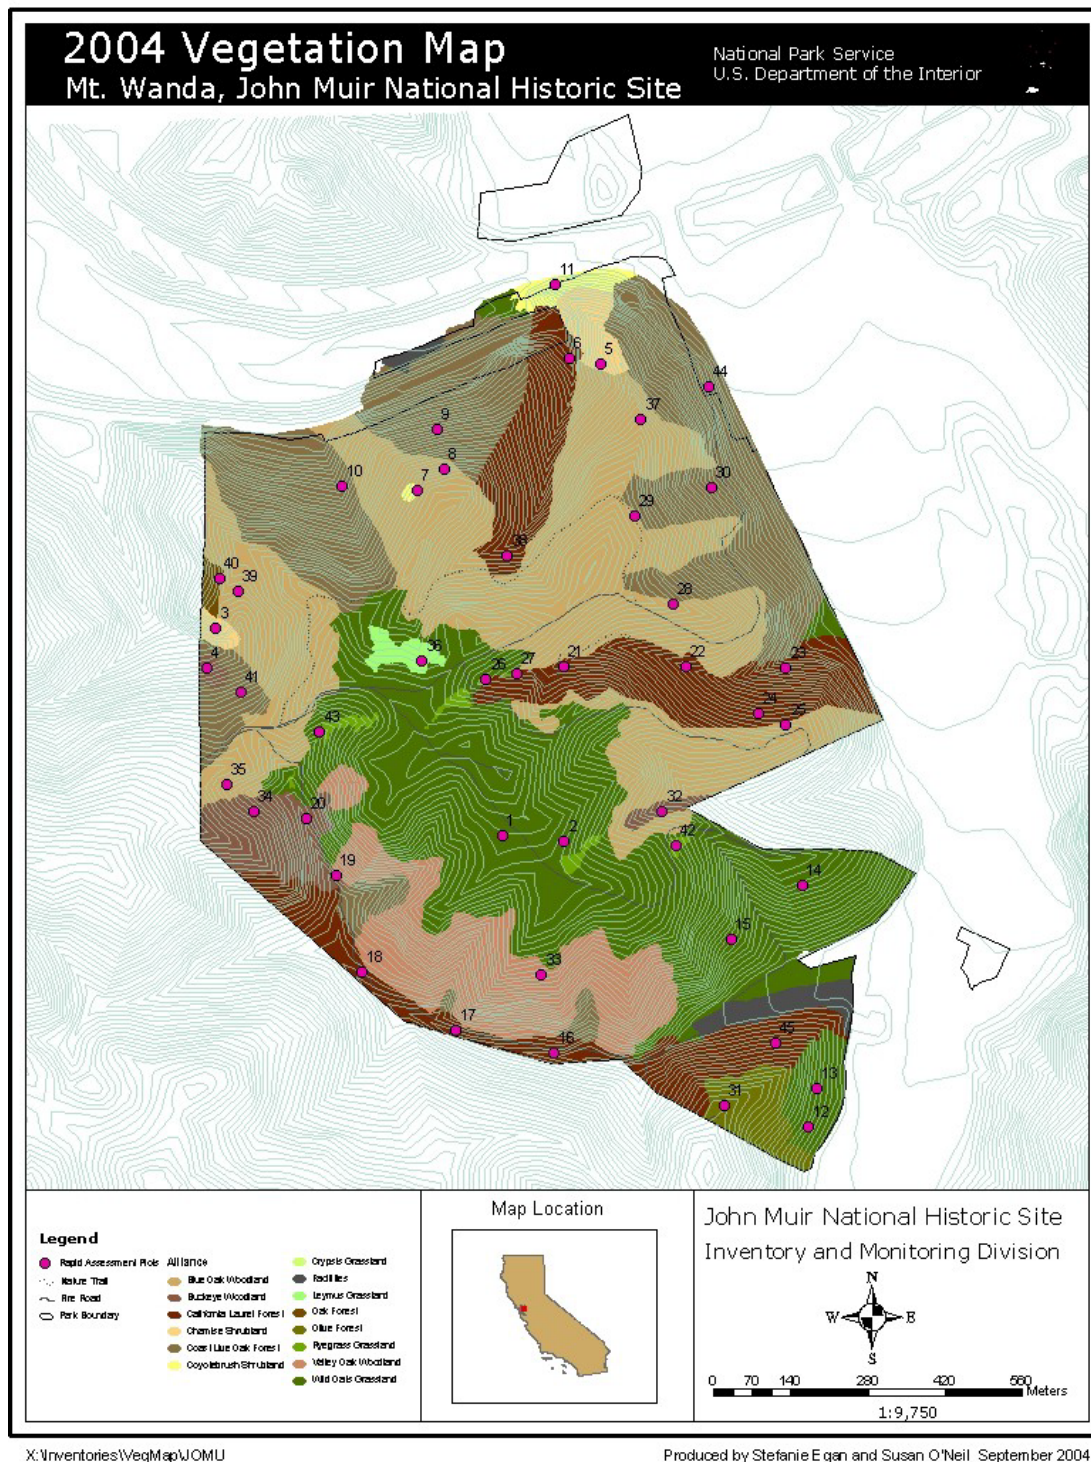 2004 Vegetation Map
Mt. Wanda, John Muir National Historic Site
National Park Service
U.S. Department of the Interior
11
6
5
44
37
9
8
7
10
30
29
38
28
40
39
3
4
41
36
26
27
21
22
23
24
25
43
35
34
20
32
1
2
42
19
14
15
18
33
17
16
45
13
31
12
Legend
Rapid Assessment Plots
Nature Trail
Fire Road
Park Boundary
Alliance
Blue Oak Woodland
Buckeye Woodland
California Laurel Forest
Chamise Shrubland
Coast Live Oak Forest
Coyotebrush Shrubland
Crypsis Grassland
Facilities
Leymus Grassland
Oak Forest
Olive Forest
Ryegrass Grassland
Valley Oak Woodland
Wild Oats Grassland
Map Location
John Muir National Historic Site
Inventory and Monitoring Division
N
W E
S
0 70 140 280 420 560
Meters
1:9,750
X:\Inventories\VegMap\JOMU
Produced by Stefanie Egan and Susan O'Neil September 2004